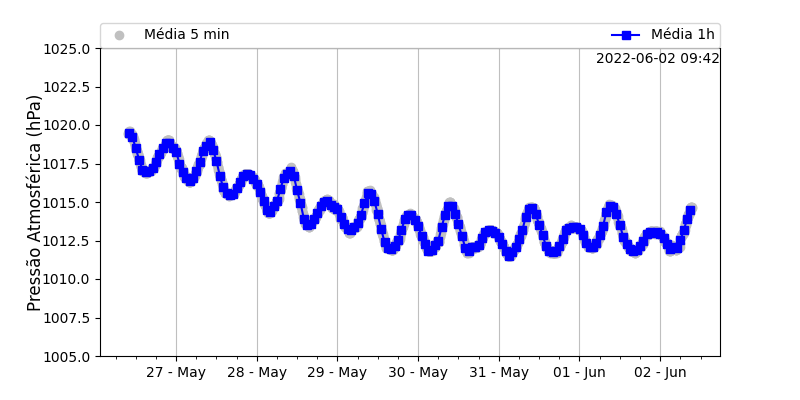 Média 5 min
Média 1h
2022-06-02 09:42
Pressão Atmosférica (hPa)
1025.0
1022.5
1020.0
1017.5
1015.0
1012.5
1010.0
1007.5
1005.0
27 - May
28 - May
29 - May
30 - May
31 - May
01 - Jun
02 - Jun